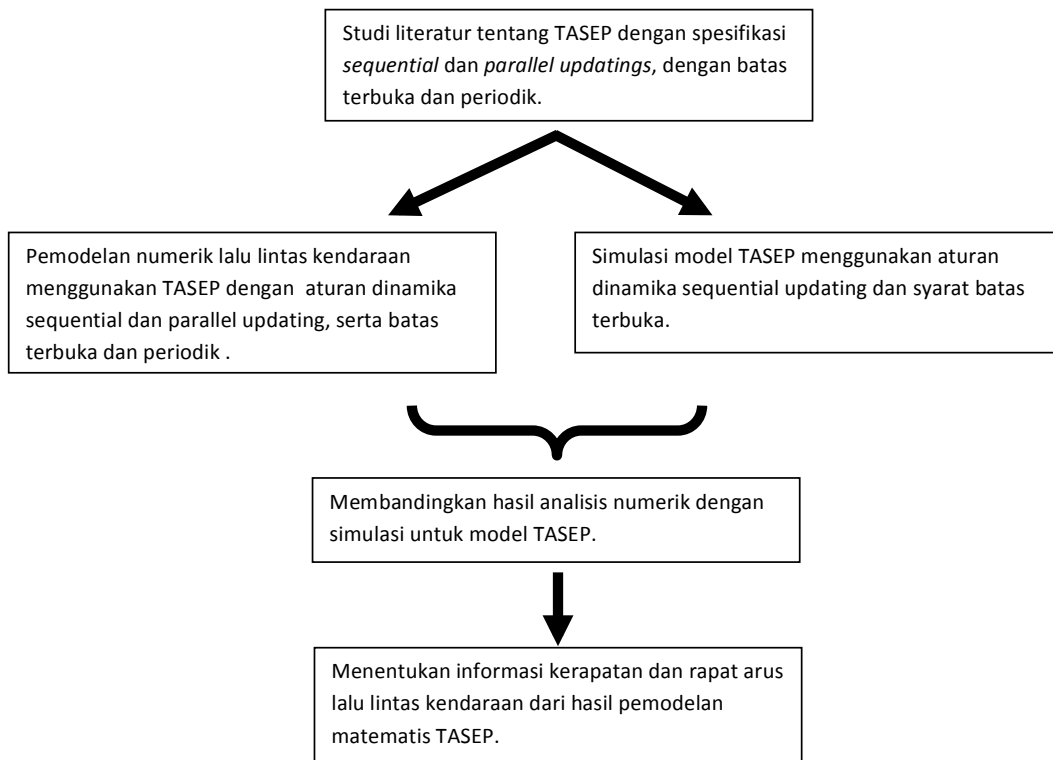 Studi literatur tentang TASEP dengan spesifikasi
sequential dan parallel updatings, dengan batas
terbuka dan periodik.
Pemodelan numerik lalu lintas kendaraan
menggunakan TASEP dengan  aturan dinamika
sequential dan parallel updating, serta batas
terbuka dan periodik .
Simulasi model TASEP menggunakan aturan
dinamika sequential updating dan syarat batas
terbuka.
Membandingkan hasil analisis numerik dengan
simulasi untuk model TASEP.
Menentukan informasi kerapatan dan rapat arus
lalu lintas kendaraan dari hasil pemodelan
matematis TASEP.